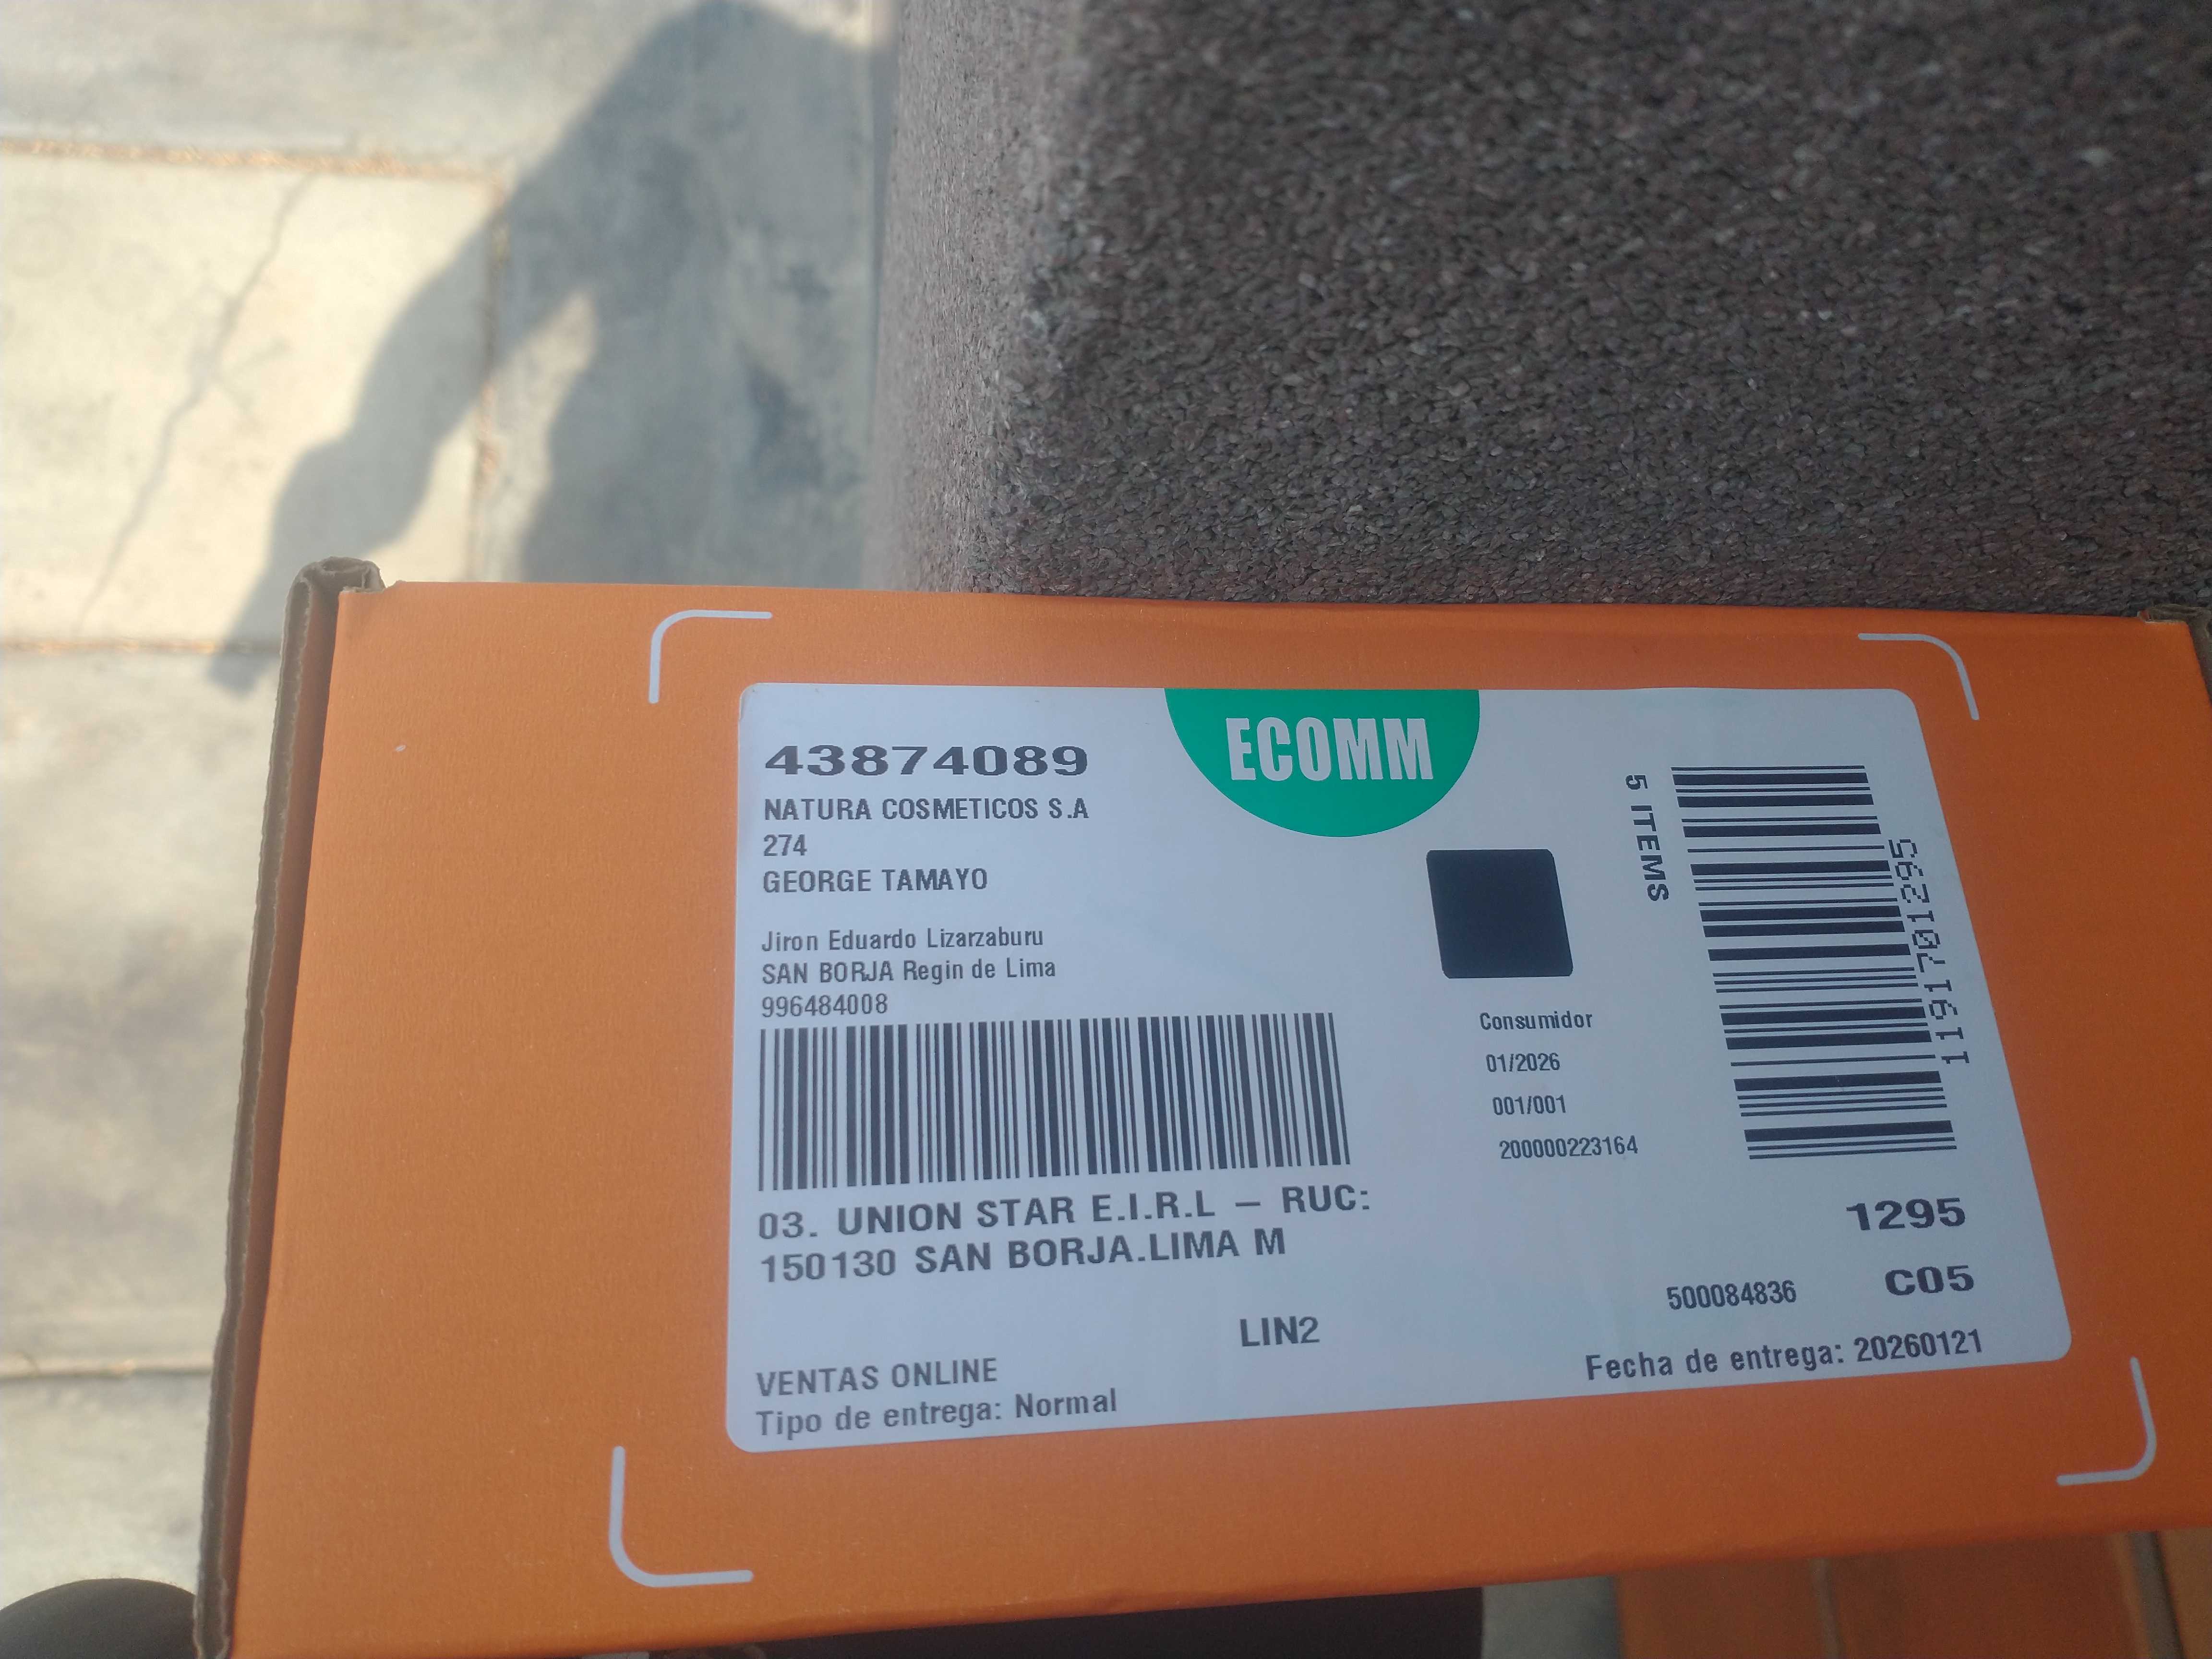 ECOMM
43874089
NATURA COSMETICOS S.A
274
GEORGE TAMAYO
Jiron Eduardo Lizarzaburu
SAN BORJA Regin de Lima
996484008
5 ITEMS
562107017911
Consumidor
01/2026
001/001
200000223164
03. UNION STAR E.I.R.L – RUC:
150130 SAN BORJA.LIMA M
1295
500084836 C05
LIN2
VENTAS ONLINE
Tipo de entrega: Normal
Fecha de entrega: 20260121